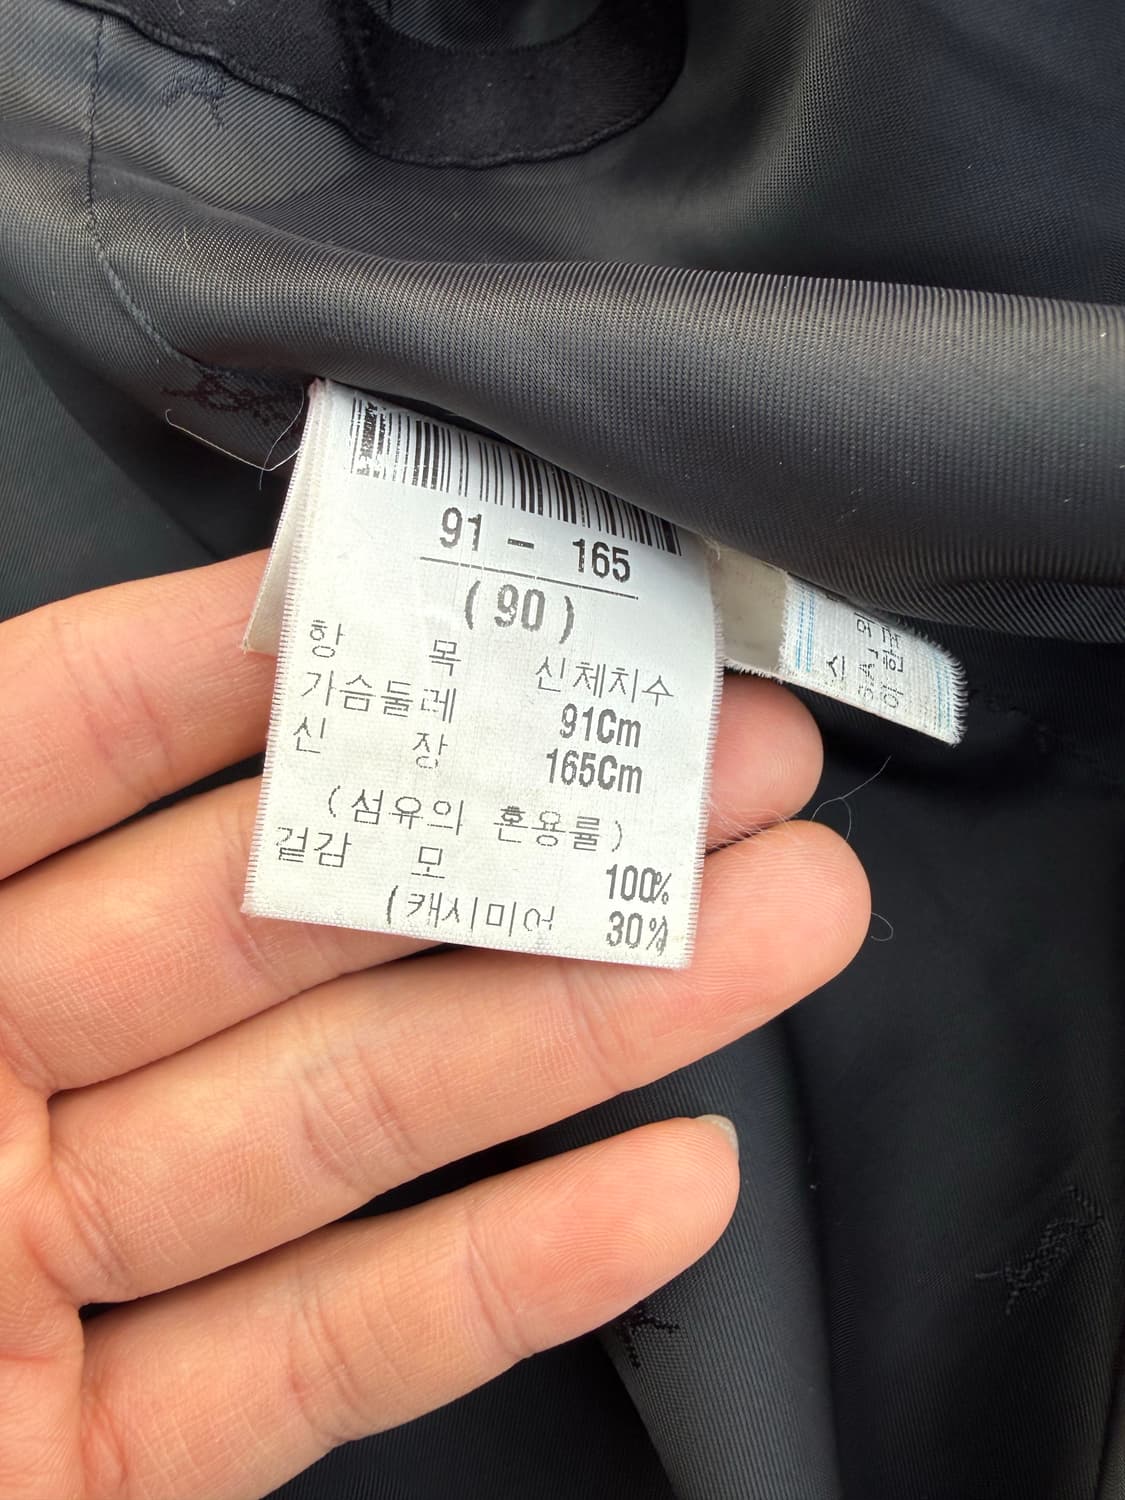 91 - 165
(90)
항 목 신체치수
가슴둘레 91Cm
신 장 165Cm
(섬유의 혼용률)
겉감 모 100%
(캐시미어 30%)